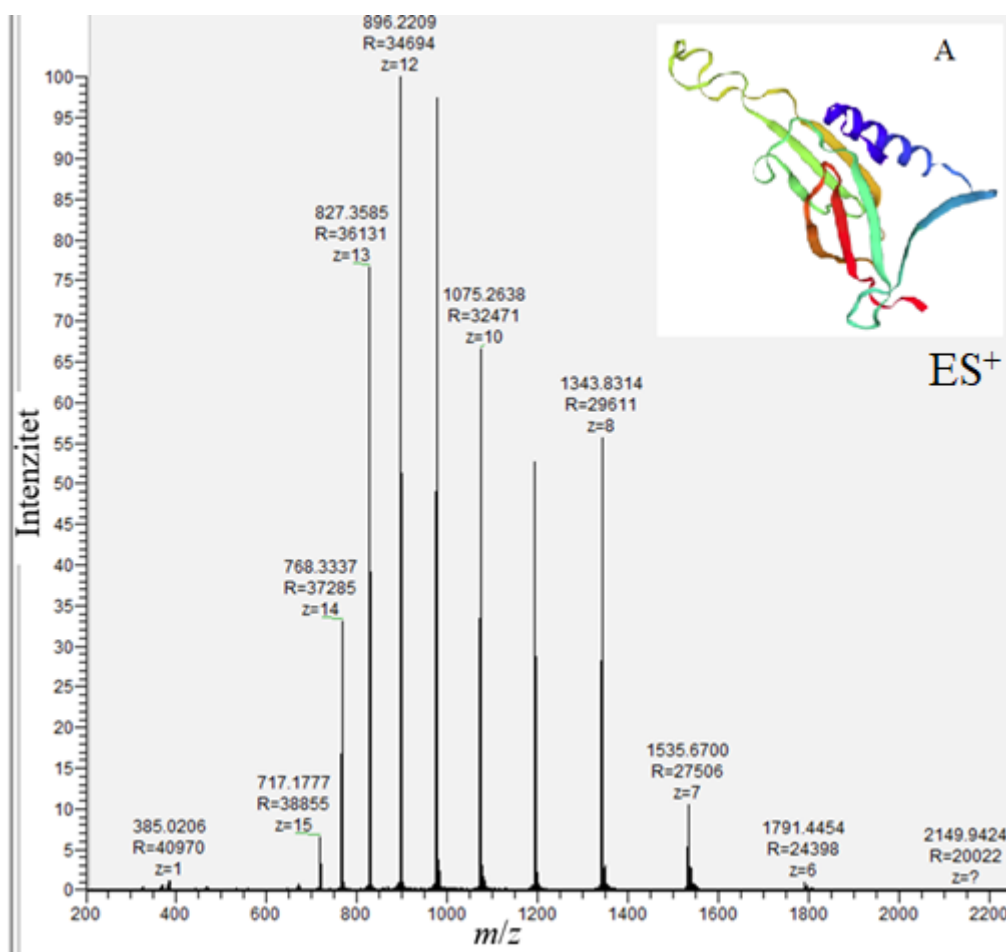 896.2209
R=34694
z=12
A
827.3585
R=36131
z=13
1075.2638
R=32471
z=10
ES+
1343.8314
R=29611
z=8
768.3337
R=37285
z=14
1535.6700
R=27506
z=7
717.1777
R=38855
z=15
385.0206
R=40970
z=1
1791.4454
R=24398
z=6
2149.9424
R=20022
z=?
Intenzitet
100
95
90
85
80
75
70
65
60
55
50
45
40
35
30
25
20
15
10
5
0
200 400 600 800 1000 1200 1400 1600 1800 2000 2200
m/z